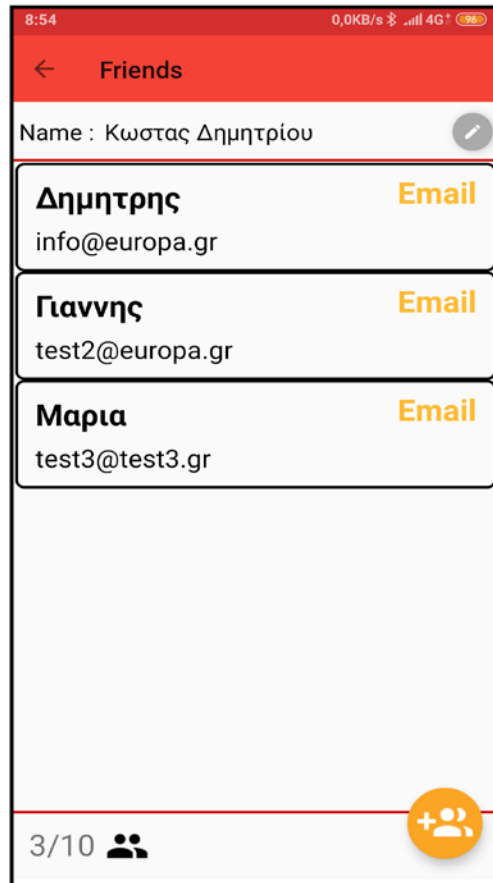 8:54 0,0KB/s 4G 96
Friends
Name : Κωστας Δημητρίου
Δημητρης Email
info@europa.gr
Γιαννης Email
test2@europa.gr
Μαρια Email
test3@test3.gr
3/10